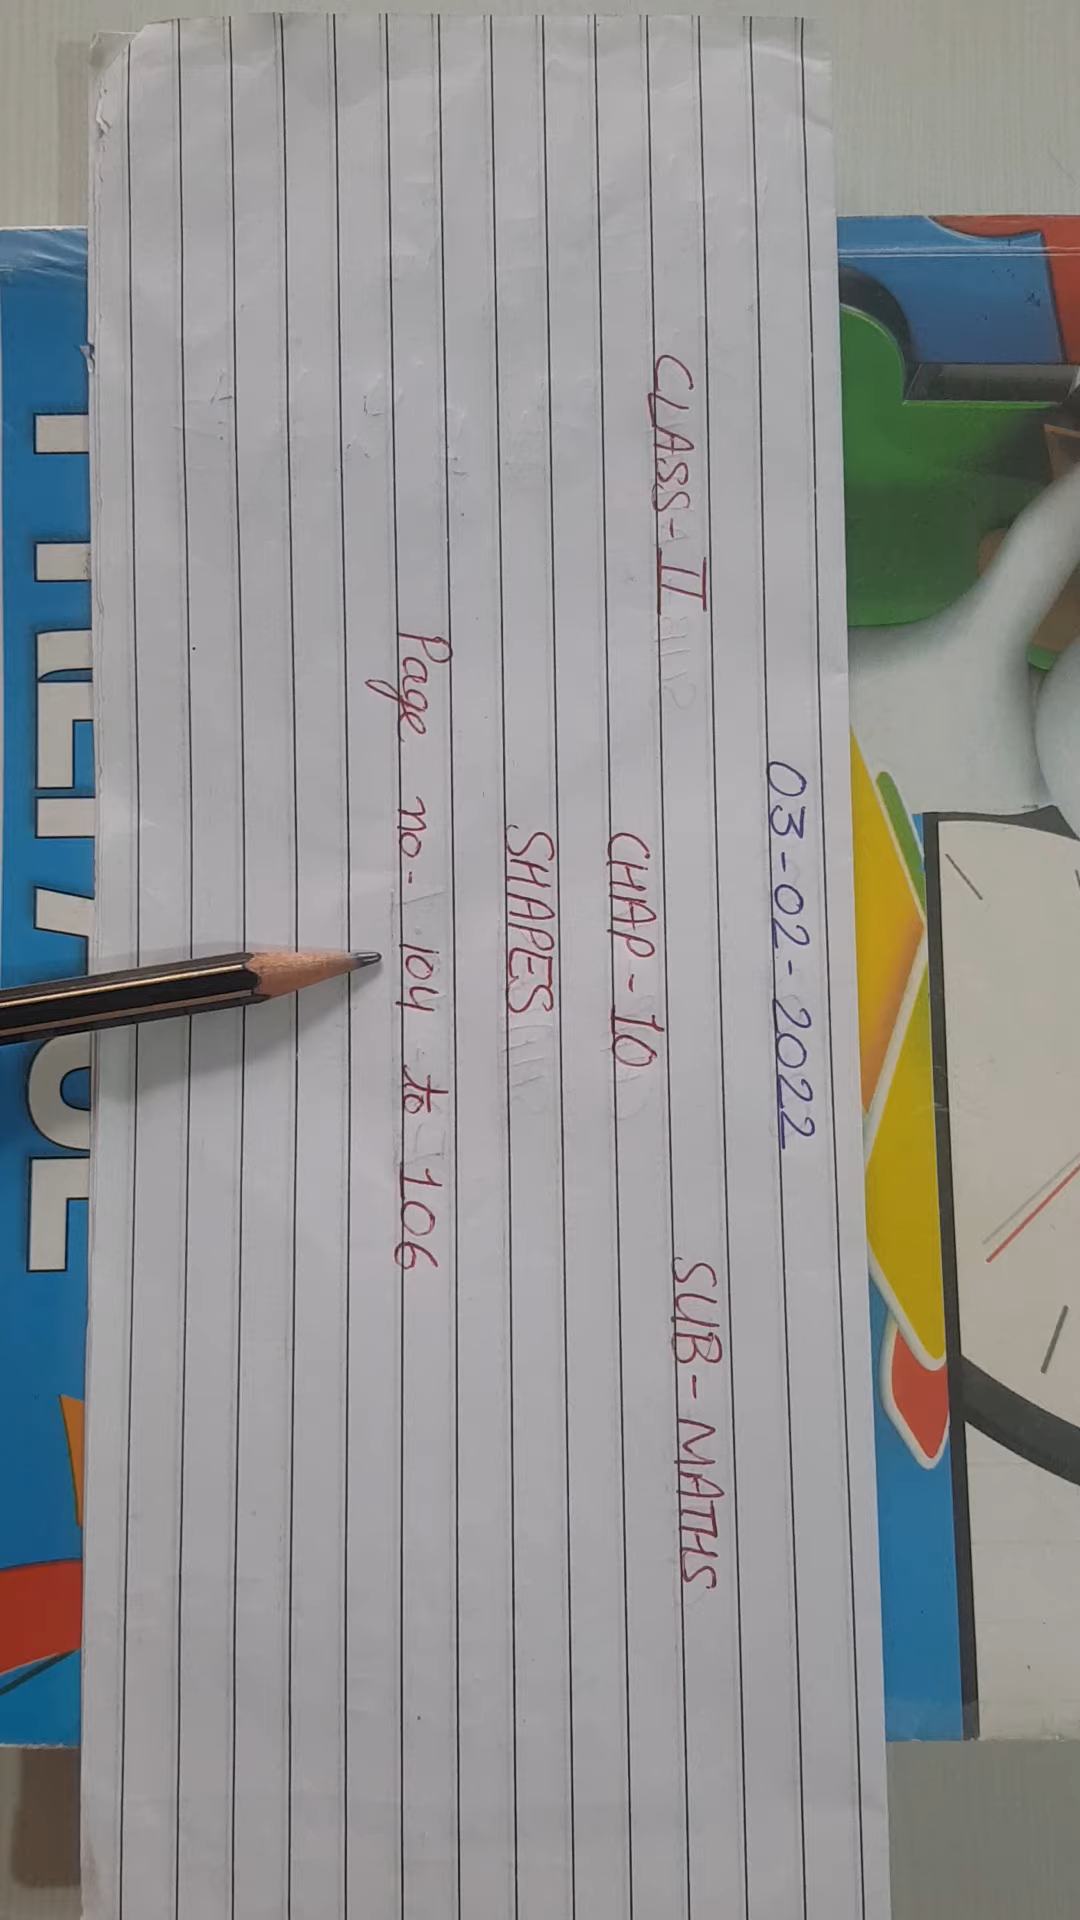 03-02-2022
CLASS-II SUB-MATHS
CHAP-10
SHAPES
Page no- 104 to 106